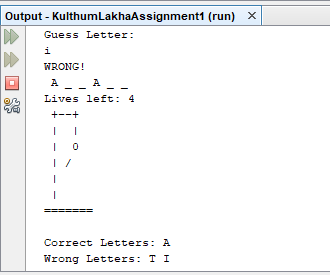 Output - KulthumLakhaAssignment1 (run)
Guess Letter:
i
WRONG!
 A _ _ A _ _
Lives left: 4
 +--+
 |  |
 |  0
 | /
 |
 |
=======

Correct Letters: A
Wrong Letters: T I